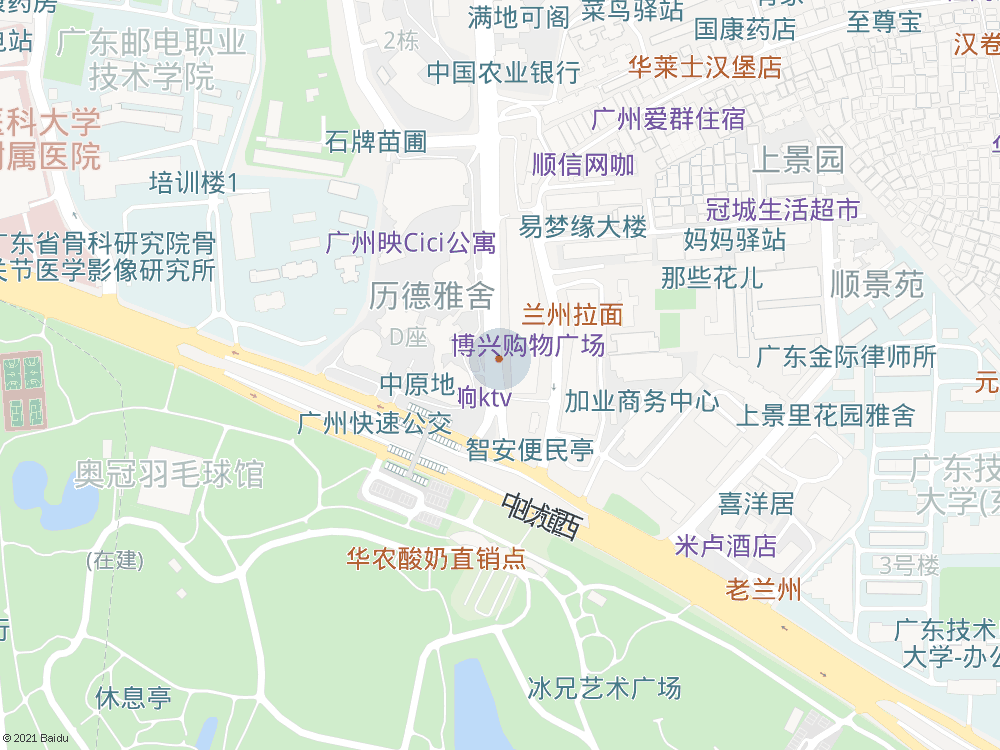 康药房
满地可阁
菜鸟驿站
至尊宝
国康药店
电站
广东邮电职业
技术学院
2栋
汉卷
中国农业银行
华莱士汉堡店
医科大学
附属医院
广州爱群住宿
石牌苗圃
顺信网咖
上景园
培训楼1
冠城生活超市
易梦缘大楼
妈妈驿站
广东省骨科研究院骨
关节医学影像研究所
广州映Cici公寓
那些花儿
顺景苑
历德雅舍
兰州拉面
D座
博兴购物广场
广东金际律师所
中原地
元
响ktv
加业商务中心
上景里花园雅舍
广州快速公交
智安便民亭
奥冠羽毛球馆
广东技
大学(东
喜洋居
中山大道西
米卢酒店
(在建)
华农酸奶直销点
3号楼
老兰州
行
广东技术
大学-办公
冰兄艺术广场
休息亭
© 2021 Baidu